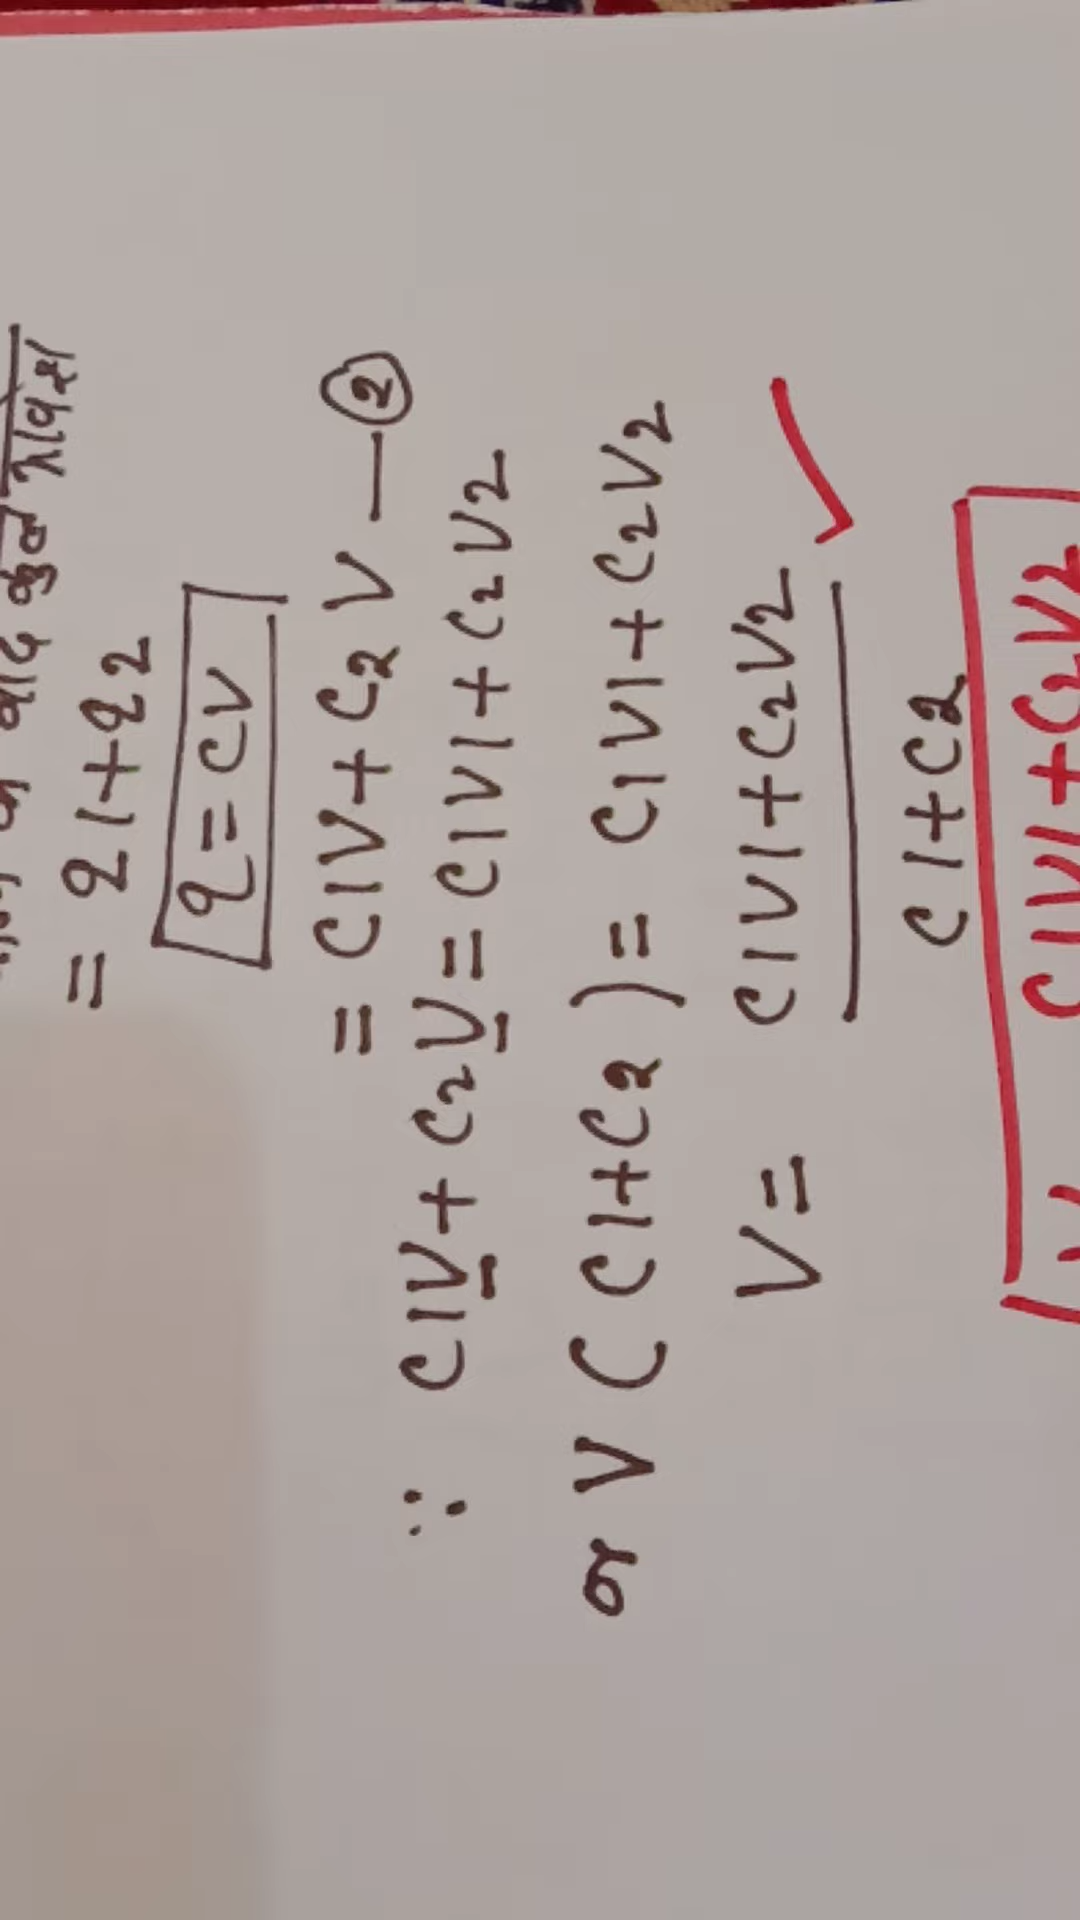 बाद कुल आवेश
= q1+q2
q=CV
= C1V+C2V —②
∵ C1V+C2V=C1V1+C2V2
or V(C1+C2)= C1V1+C2V2
V= C1V1+C2V2
C1+C2
C1V1+C2V2